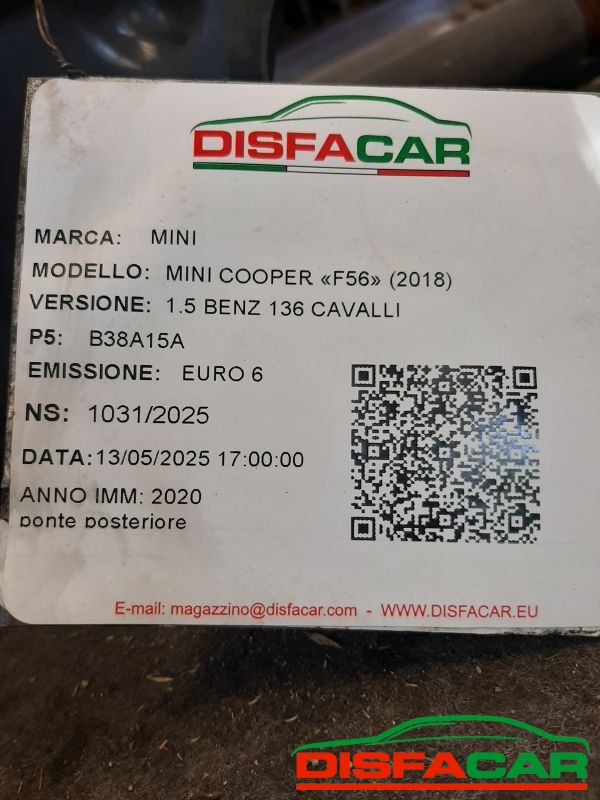 DISFACAR
MARCA: MINI
MODELLO: MINI COOPER «F56» (2018)
VERSIONE: 1.5 BENZ 136 CAVALLI
P5: B38A15A
EMISSIONE: EURO 6
NS: 1031/2025
DATA:13/05/2025 17:00:00
ANNO IMM: 2020
ponte posteriore
E-mail: magazzino@disfacar.com - WWW.DISFACAR.EU
DISFACAR